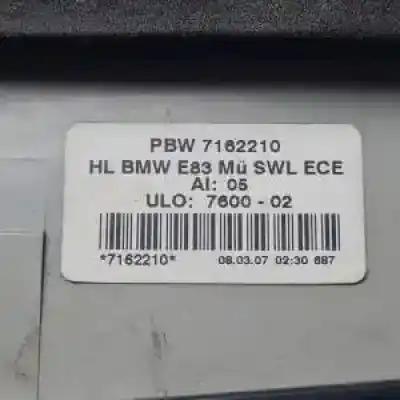 PBW 7162210
HL BMW E83 Mü SWL ECE
AI: 05
ULO: 7600 - 02
*7162210* 08.03.07 02:30 687